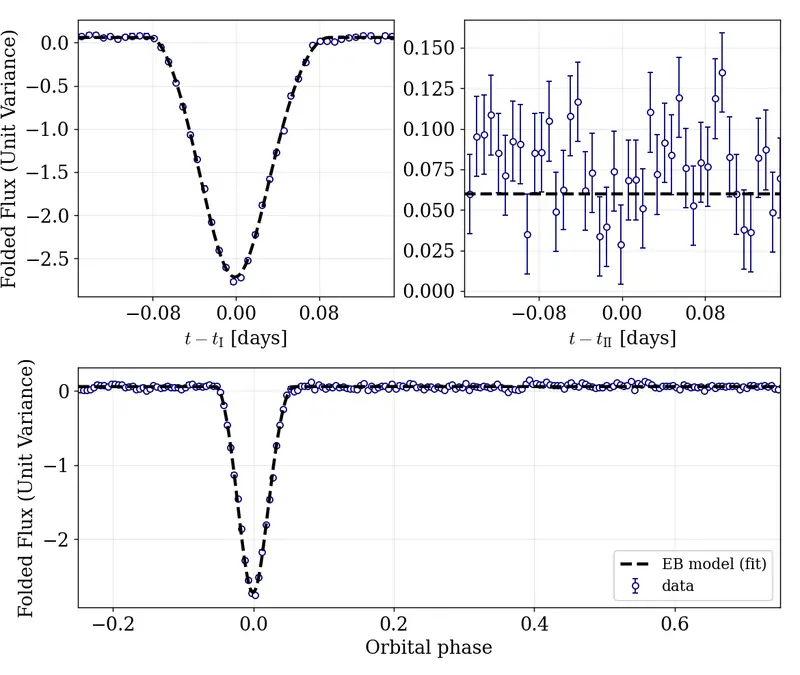 Folded Flux (Unit Variance)
0.0
−0.5
−1.0
−1.5
−2.0
−2.5
−0.08 0.00 0.08
t − tI [days]
0.150
0.125
0.100
0.075
0.050
0.025
0.000
−0.08 0.00 0.08
t − tII [days]
Folded Flux (Unit Variance)
0
−1
−2
EB model (fit)
data
−0.2 0.0 0.2 0.4 0.6
Orbital phase